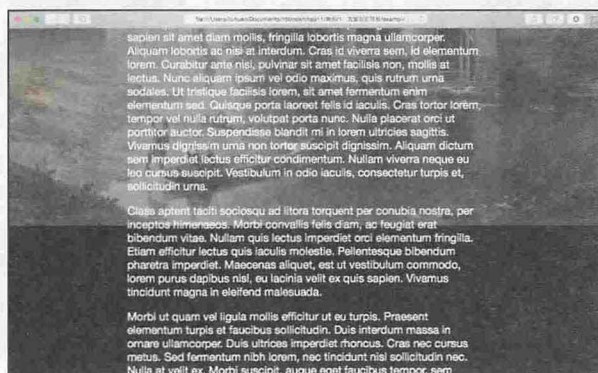 sapien sit amet diam mollis, fringilla lobortis magna ullamcorper.
Aliquam lobortis ac nisi at interdum. Cras id viverra sem, id elementum
lorem. Curabitur ante nisi, pulvinar sit amet facilisis non, mollis at
lectus. Nunc aliquam ipsum vel odio maximus, quis rutrum urna
sodales. Ut tristique facilisis lorem, sit amet fermentum enim
elementum sed. Quisque porta laoreet felis id iaculis. Cras tortor lorem,
tempor vel nulla rutrum, volutpat porta nunc. Nulla placerat orci ut
porttitor auctor. Suspendisse blandit mi in lorem ultricies sagittis.
Vivamus dignissim urna non tortor suscipit dignissim. Aliquam dictum
sem imperdiet lectus efficitur condimentum. Nullam viverra neque eu
leo cursus suscipit. Vestibulum in odio iaculis, consectetur turpis et,
sollicitudin urna.
Class aptent taciti sociosqu ad litora torquent per conubia nostra, per
inceptos himenaeos. Morbi convallis felis diam, ac feugiat erat
bibendum vitae. Nullam quis lectus imperdiet orci elementum fringilla.
Etiam efficitur lectus quis iaculis molestie. Pellentesque bibendum
pharetra imperdiet. Maecenas aliquet, est ut vestibulum commodo,
lorem purus dapibus nisl, eu lacinia velit ex quis sapien. Vivamus
tincidunt magna in eleifend malesuada.
Morbi ut quam vel ligula mollis efficitur ut eu turpis. Praesent
elementum turpis et faucibus sollicitudin. Duis interdum massa in
ornare ullamcorper. Duis ultrices imperdiet rhoncus. Cras nec cursus
metus. Sed fermentum nibh lorem, nec tincidunt nisl sollicitudin nec.
Nulla at velit ex. Morbi suscipit, augue eget faucibus tempor, sem